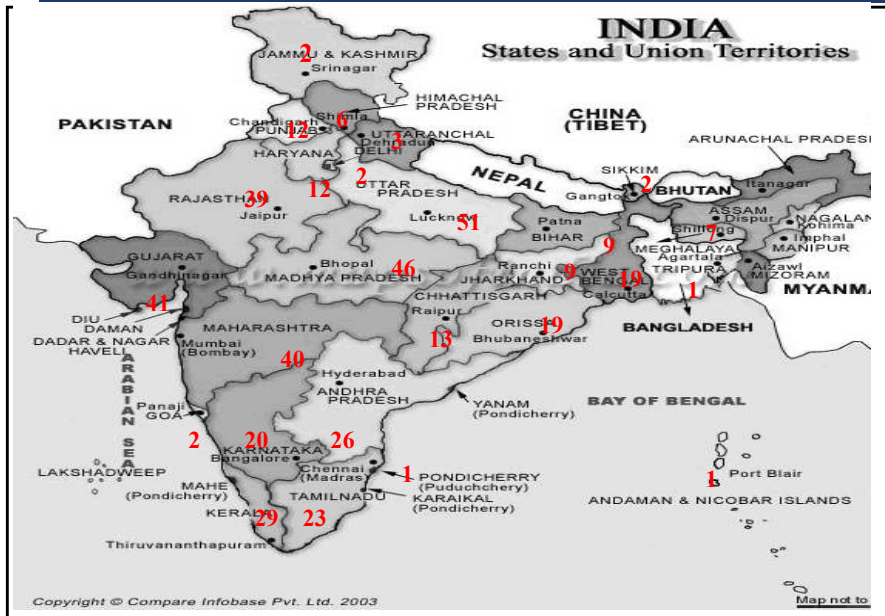 INDIA
States and Union Territories
2
JAMMU & KASHMIR
Srinagar
HIMACHAL
PRADESH
CHINA
(TIBET)
PAKISTAN
Chandigarh
Shimla
6
PUNJAB
12
UTTARANCHAL
Dehradun
3
ARUNACHAL PRADESH
HARYANA
DELHI
2
NEPAL
SIKKIM
2
BHUTAN
Itanagar
Gangtok
12
UTTAR
PRADESH
RAJASTHAN
39
Jaipur
Lucknow
51
Patna
BIHAR
9
ASSAM
Dispur
NAGALAN
Kohima
Shillong
7
Imphal
MANIPUR
MEGHALAYA
GUJARAT
Gandhinagar
Bhopal
46
MADHYA PRADESH
Ranchi
9
JHARKHAND
WEST
BENGAL
19
Calcutta
Agartala
TRIPURA
1
Aizawl
MIZORAM
MYANMA
41
DIU
DAMAN
DADAR & NAGAR
HAVELI
CHHATTISGARH
Raipur
13
ORISSA
19
Bhubaneshwar
BANGLADESH
MAHARASHTRA
Mumbai
(Bombay)
40
Hyderabad
ANDHRA
PRADESH
YANAM
(Pondicherry)
BAY OF BENGAL
ARABIAN SEA
Panaji
GOA
2
20
KARNATAKA
Bangalore
26
Chennai
(Madras)
1
PONDICHERRY
(Puduchchery)
KARAIKAL
(Pondicherry)
LAKSHADWEEP
MAHE
(Pondicherry)
TAMILNADU
23
KERALA
29
Thiruvananthapuram
1
Port Blair
ANDAMAN & NICOBAR ISLANDS
Copyright © Compare Infobase Pvt. Ltd. 2003
Map not to